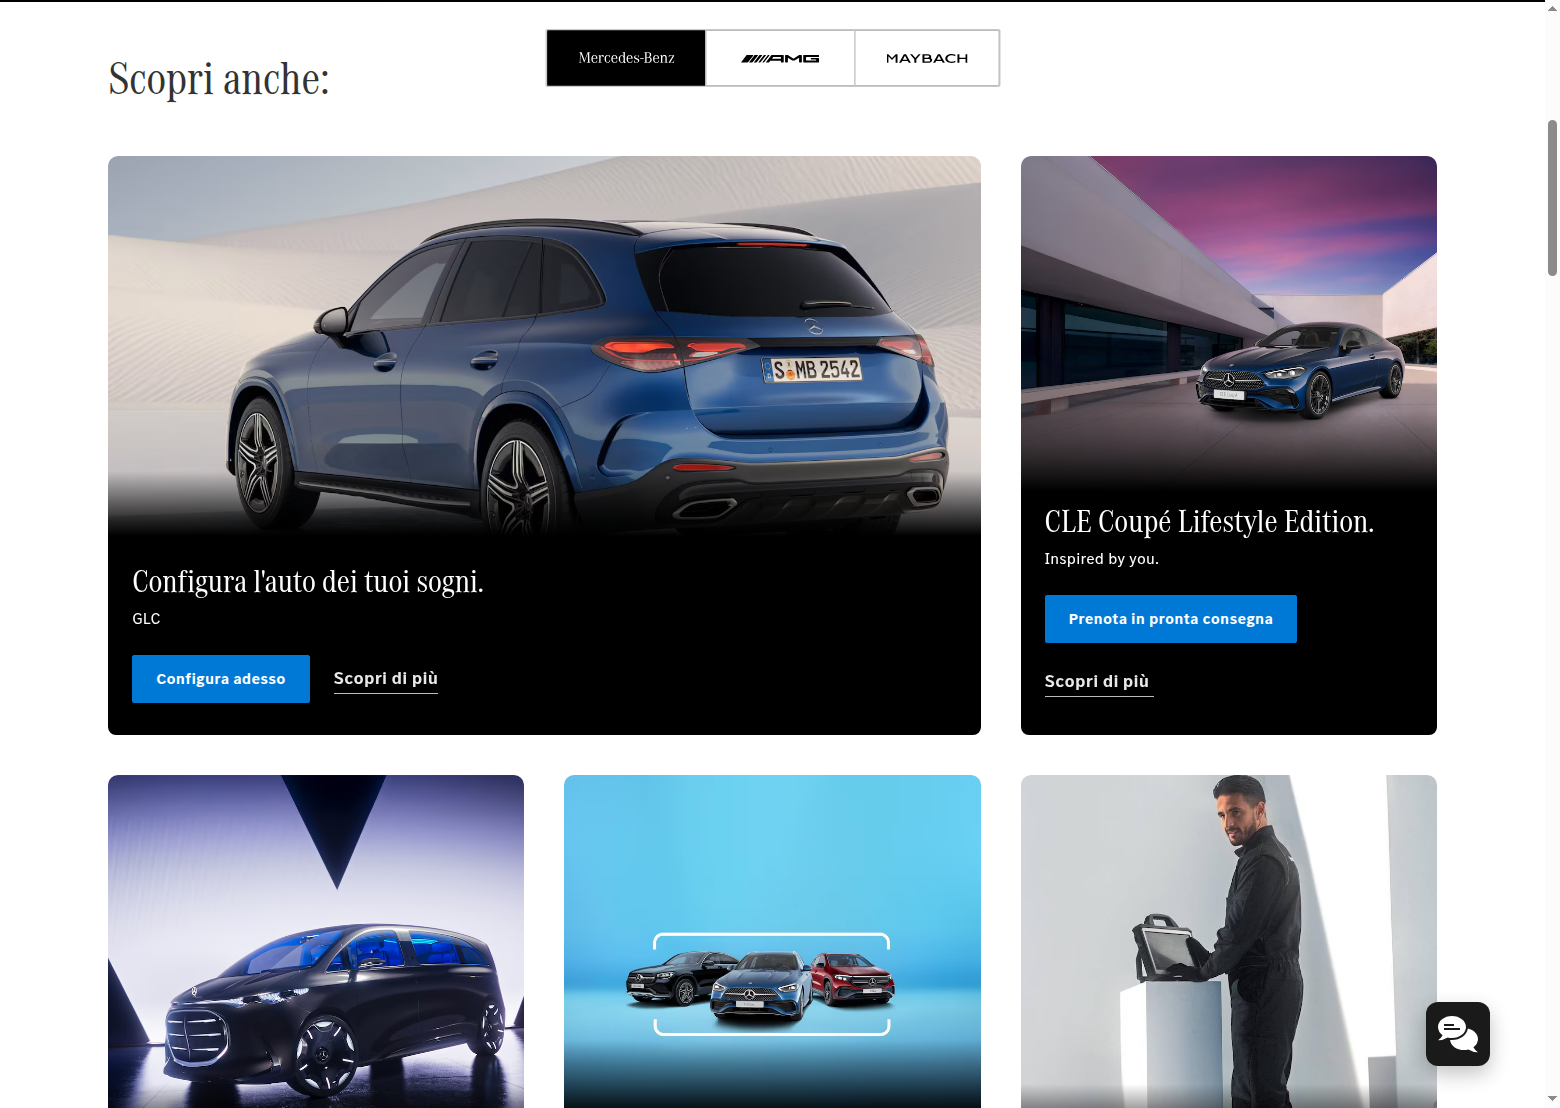 Scopri anche:
Mercedes-Benz
AMG
MAYBACH
S MB 2542
Configura l'auto dei tuoi sogni.
GLC
Configura adesso
Scopri di più
CLE Coupé Lifestyle Edition.
Inspired by you.
Prenota in pronta consegna
Scopri di più